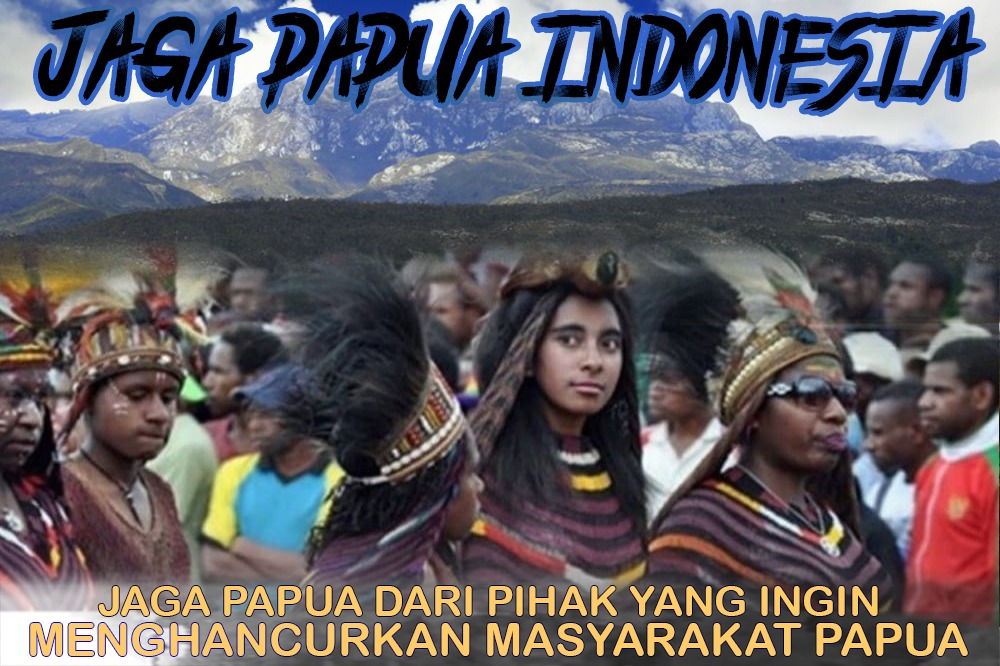 JAGA PAPUA INDONESIA
JAGA PAPUA DARI PIHAK YANG INGIN
MENGHANCURKAN MASYARAKAT PAPUA